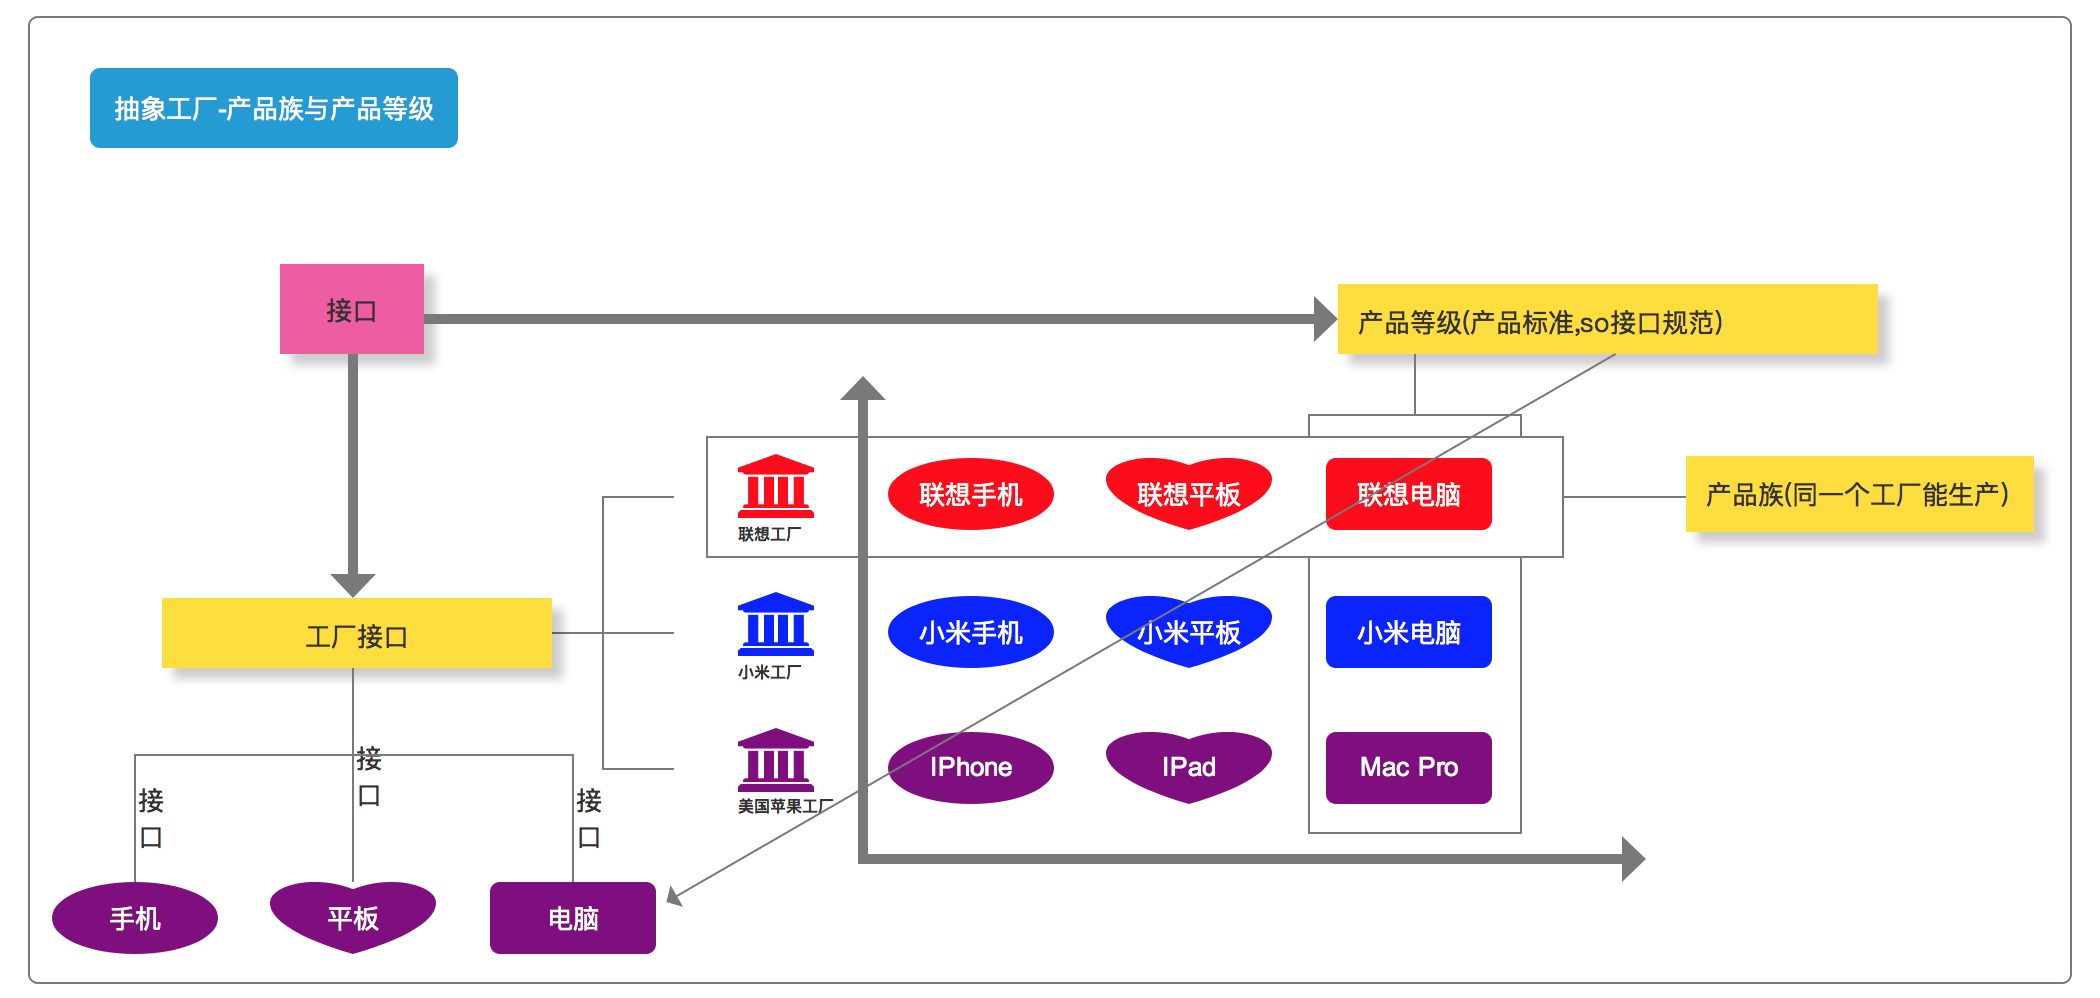 抽象工厂-产品族与产品等级
接口
产品等级(产品标准,so接口规范)
联想工厂
联想手机
联想平板
联想电脑
产品族(同一个工厂能生产)
工厂接口
小米工厂
小米手机
小米平板
小米电脑
美国苹果工厂
IPhone
IPad
Mac Pro
接
口
接
口
接
口
手机
平板
电脑